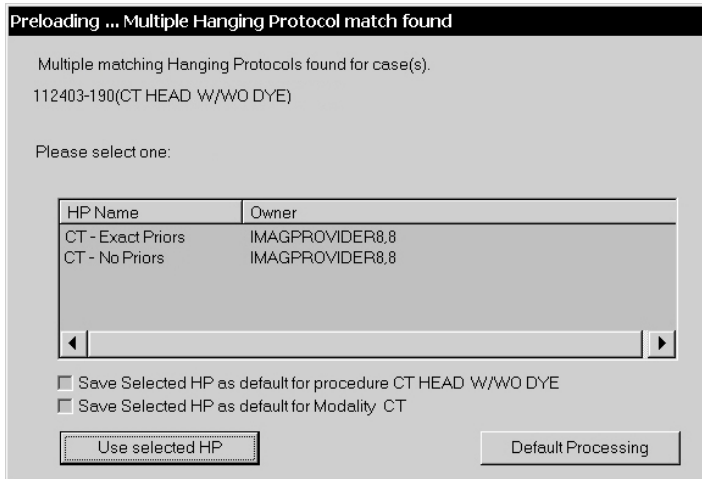 Preloading ... Multiple Hanging Protocol match found
Multiple matching Hanging Protocols found for case(s).
112403-190(CT HEAD W/WO DYE)
Please select one:
HP Name Owner
CT - Exact Priors IMAGPROVIDER8,8
CT - No Priors IMAGPROVIDER8,8
Save Selected HP as default for procedure CT HEAD W/WO DYE
Save Selected HP as default for Modality CT
Use selected HP Default Processing